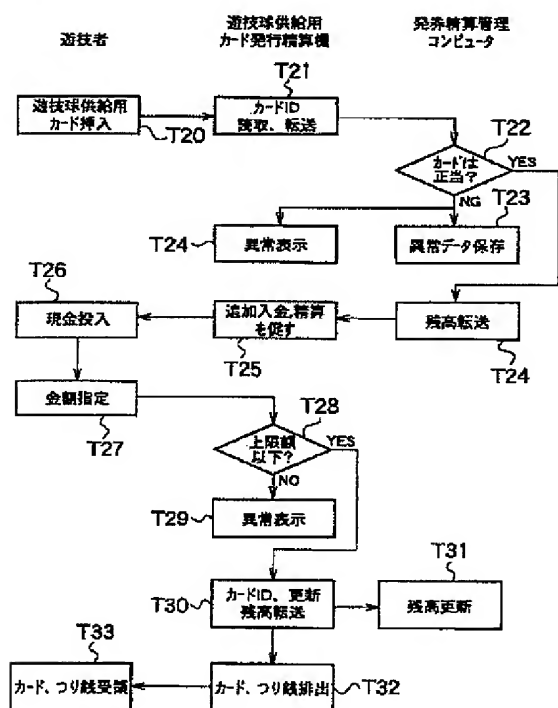 遊技者
遊技球供給用
カード発行精算機
発券精算管理
コンピュータ
T21
遊技球供給用
カード挿入
T20
カードID
読取、転送
T22
カードは
正当?
YES
NG
T23
T24
異常表示
異常データ保存
T26
現金投入
追加入金,精算
を促す
T25
残高転送
T24
金額指定
T27
T28
上限額
以下?
YES
NO
T29
異常表示
T31
T30
カードID、更新
残高転送
残高更新
T33
カード、つり銭受領
カード、つり銭排出
T32